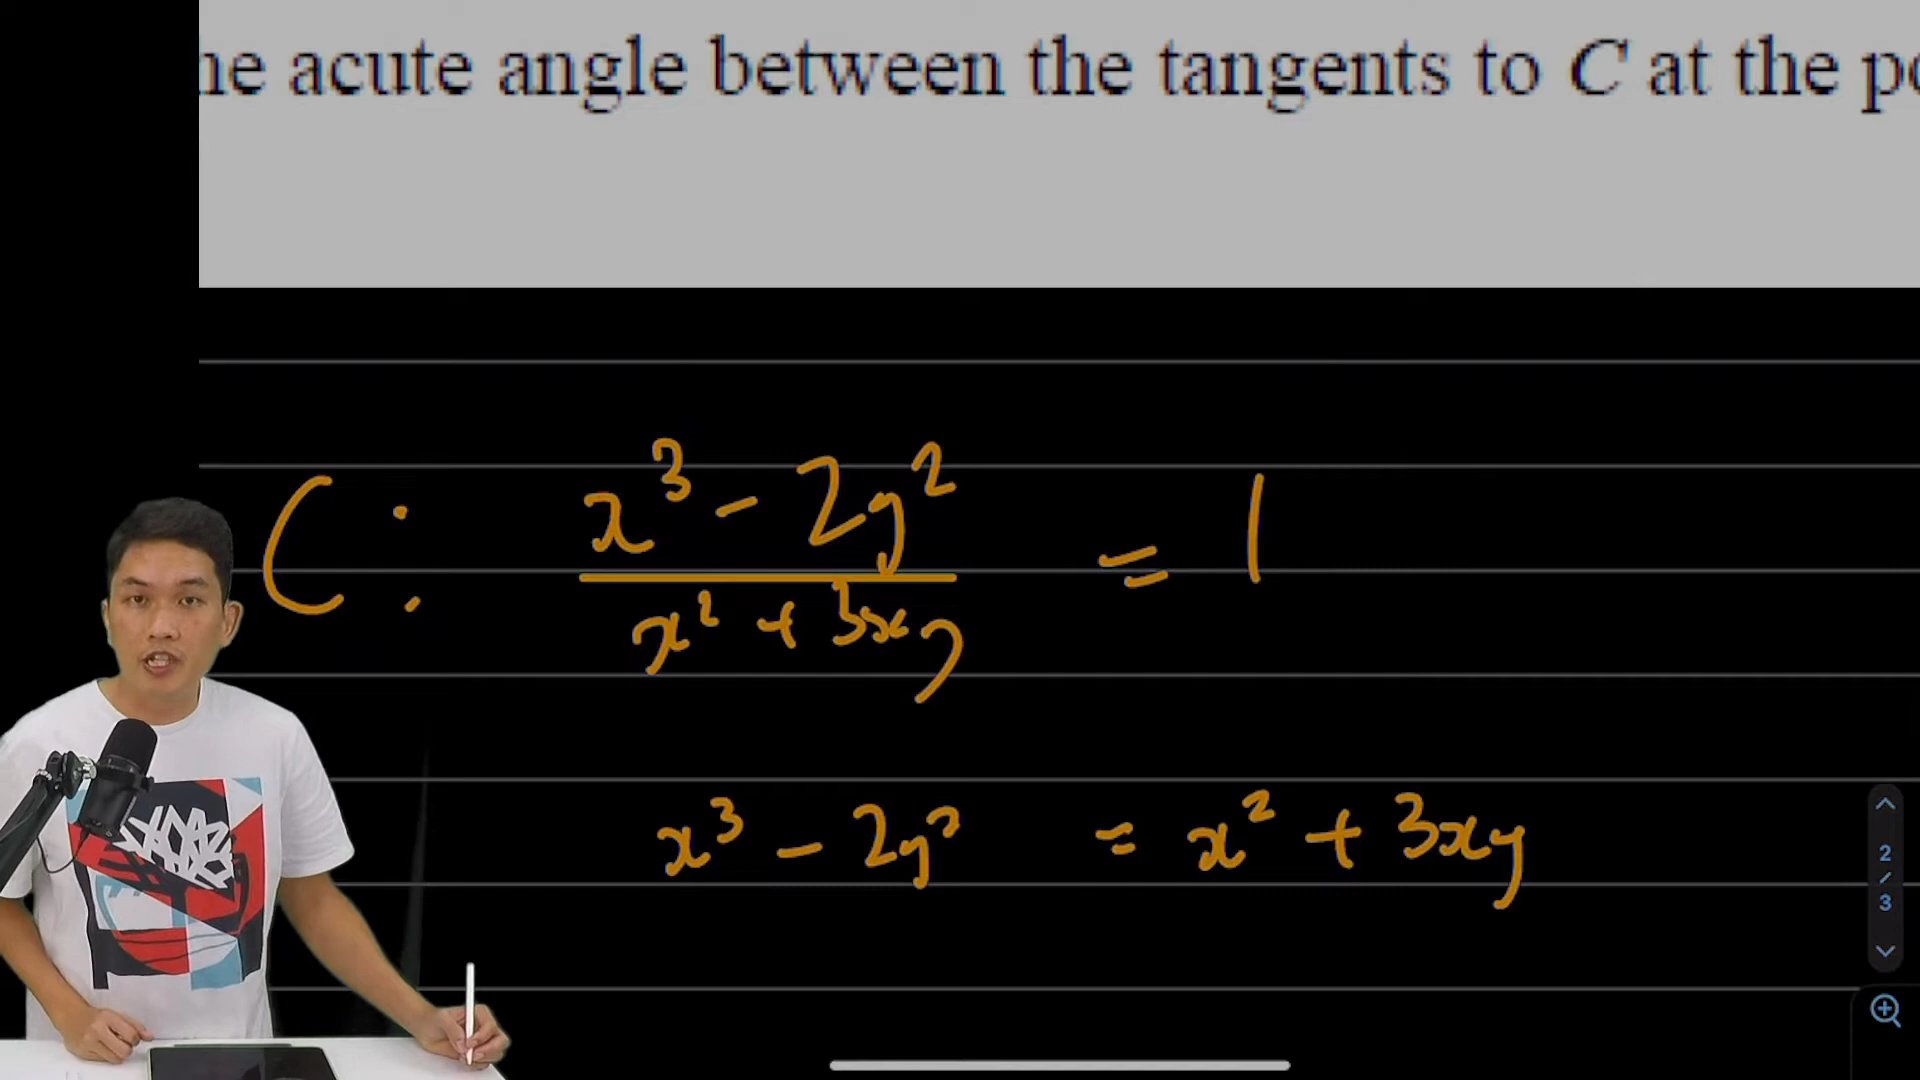 he acute angle between the tangents to C at the po
C : (x³ - 2y²)/(x² + 3xy) = 1
x³ - 2y² = x² + 3xy
2
/
3